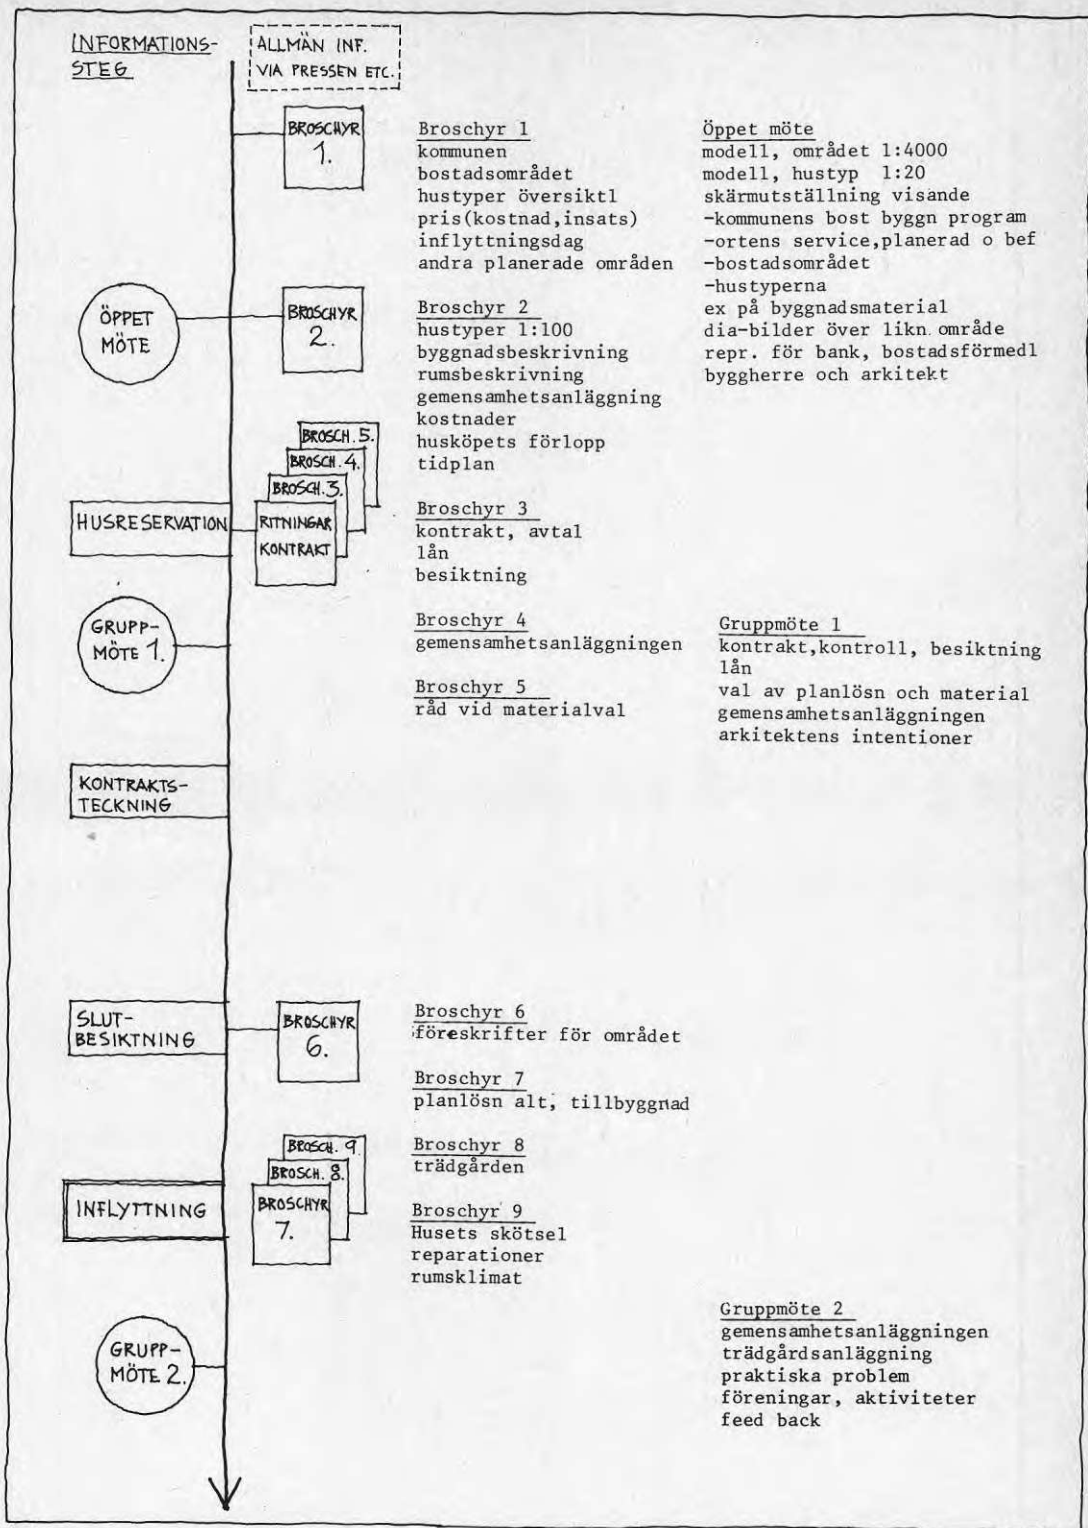 INFORMATIONS-
STEG
ALLMÄN INF.
VIA PRESSEN ETC.
BROSCHYR
1.
Broschyr 1
kommunen
bostadsområdet
hustyper översiktl
pris(kostnad,insats)
inflyttningsdag
andra planerade områden
Öppet möte
modell, området 1:4000
modell, hustyp 1:20
skärmutställning visande
-kommunens bost byggn program
-ortens service,planerad o bef
-bostadsområdet
-hustyperna
ex på byggnadsmaterial
dia-bilder över likn. område
repr. för bank, bostadsförmedl
byggherre och arkitekt
ÖPPET
MÖTE
BROSCHYR
2.
Broschyr 2
hustyper 1:100
byggnadsbeskrivning
rumsbeskrivning
gemensamhetsanläggning
kostnader
husköpets förlopp
tidplan
BROSCH. 5.
BROSCH. 4.
BROSCH. 3.
HUSRESERVATION
RITNINGAR
KONTRAKT
Broschyr 3
kontrakt, avtal
lån
besiktning
GRUPP-
MÖTE 1.
Broschyr 4
gemensamhetsanläggningen
Broschyr 5
råd vid materialval
Gruppmöte 1
kontrakt,kontroll, besiktning
lån
val av planlösn och material
gemensamhetsanläggningen
arkitektens intentioner
KONTRAKTS-
TECKNING
SLUT-
BESIKTNING
BROSCHYR
6.
Broschyr 6
föreskrifter för området
Broschyr 7
planlösn alt, tillbyggnad
BROSCH. 9.
BROSCH. 8.
INFLYTTNING
BROSCHYR
7.
Broschyr 8
trädgården
Broschyr 9
Husets skötsel
reparationer
rumsklimat
GRUPP-
MÖTE 2.
Gruppmöte 2
gemensamhetsanläggningen
trädgårdsanläggning
praktiska problem
föreningar, aktiviteter
feed back